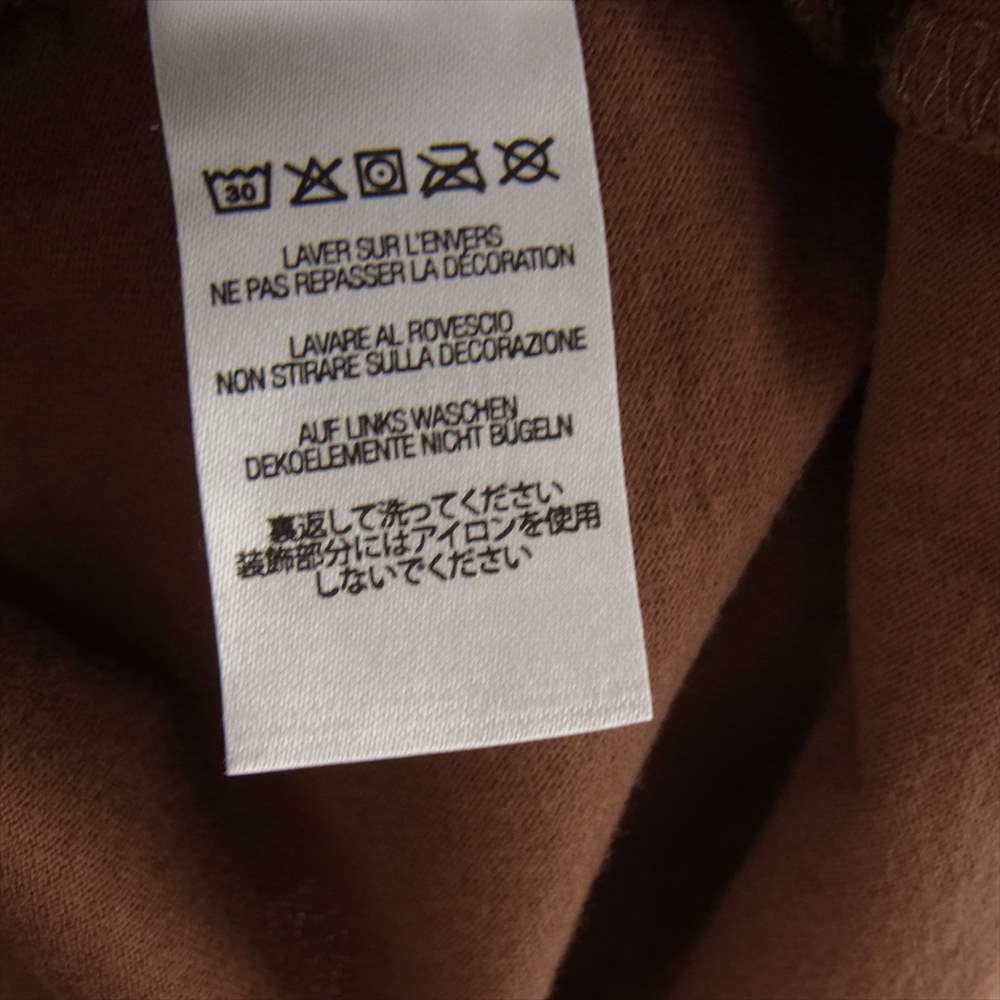 30
LAVER SUR L'ENVERS
NE PAS REPASSER LA DÉCORATION
LAVARE AL ROVESCIO
NON STIRARE SULLA DECORAZIONE
AUF LINKS WASCHEN
DEKOELEMENTE NICHT BÜGELN
裏返して洗ってください
装飾部分にはアイロンを使用
しないでください